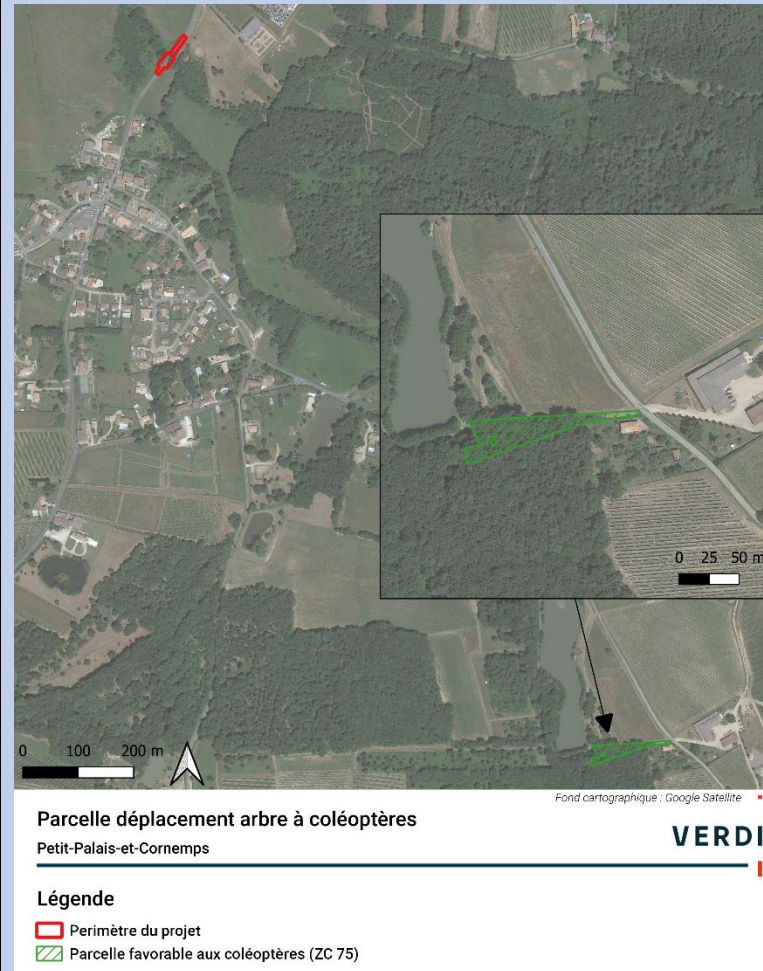 0 25 50 m
0 100 200 m
Fond cartographique : Google Satellite
Parcelle déplacement arbre à coléoptères
VERDI
Petit-Palais-et-Cornemps
Légende
Perimètre du projet
Parcelle favorable aux coléoptères (ZC 75)